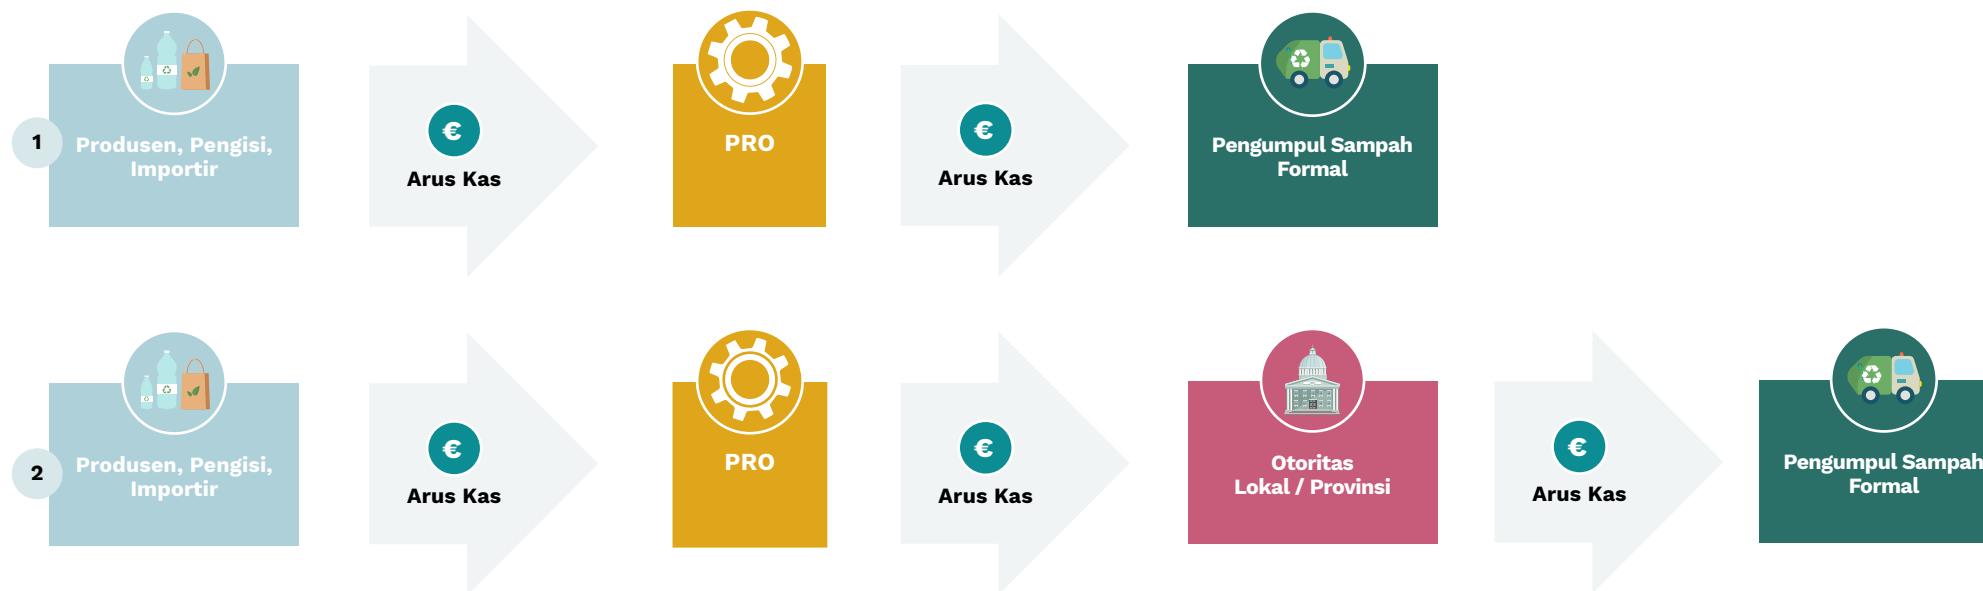 1
Produsen, Pengisi,
Importir
€
Arus Kas
PRO
€
Arus Kas
Pengumpul Sampah
Formal
2
Produsen, Pengisi,
Importir
€
Arus Kas
PRO
€
Arus Kas
Otoritas
Lokal / Provinsi
€
Arus Kas
Pengumpul Sampah
Formal